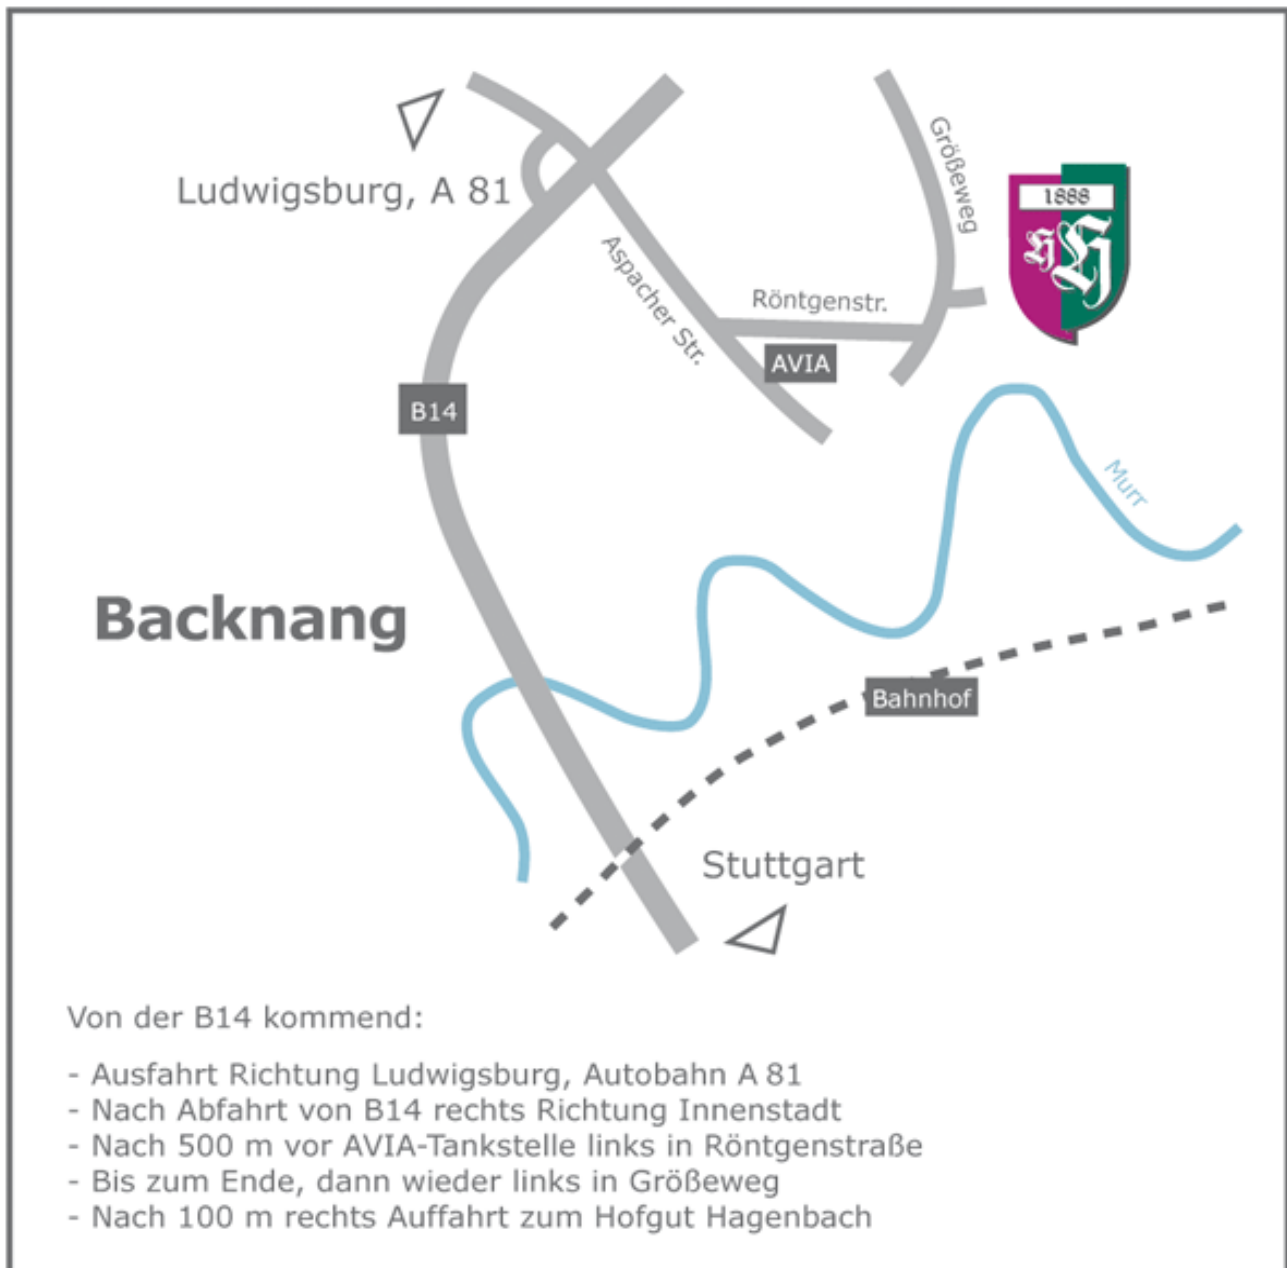 Ludwigsburg, A 81
Größeweg
1888
H H
Aspacher Str.
Röntgenstr.
AVIA
B14
Murr
Backnang
Bahnhof
Stuttgart
Von der B14 kommend:
- Ausfahrt Richtung Ludwigsburg, Autobahn A 81
- Nach Abfahrt von B14 rechts Richtung Innenstadt
- Nach 500 m vor AVIA-Tankstelle links in Röntgenstraße
- Bis zum Ende, dann wieder links in Größeweg
- Nach 100 m rechts Auffahrt zum Hofgut Hagenbach